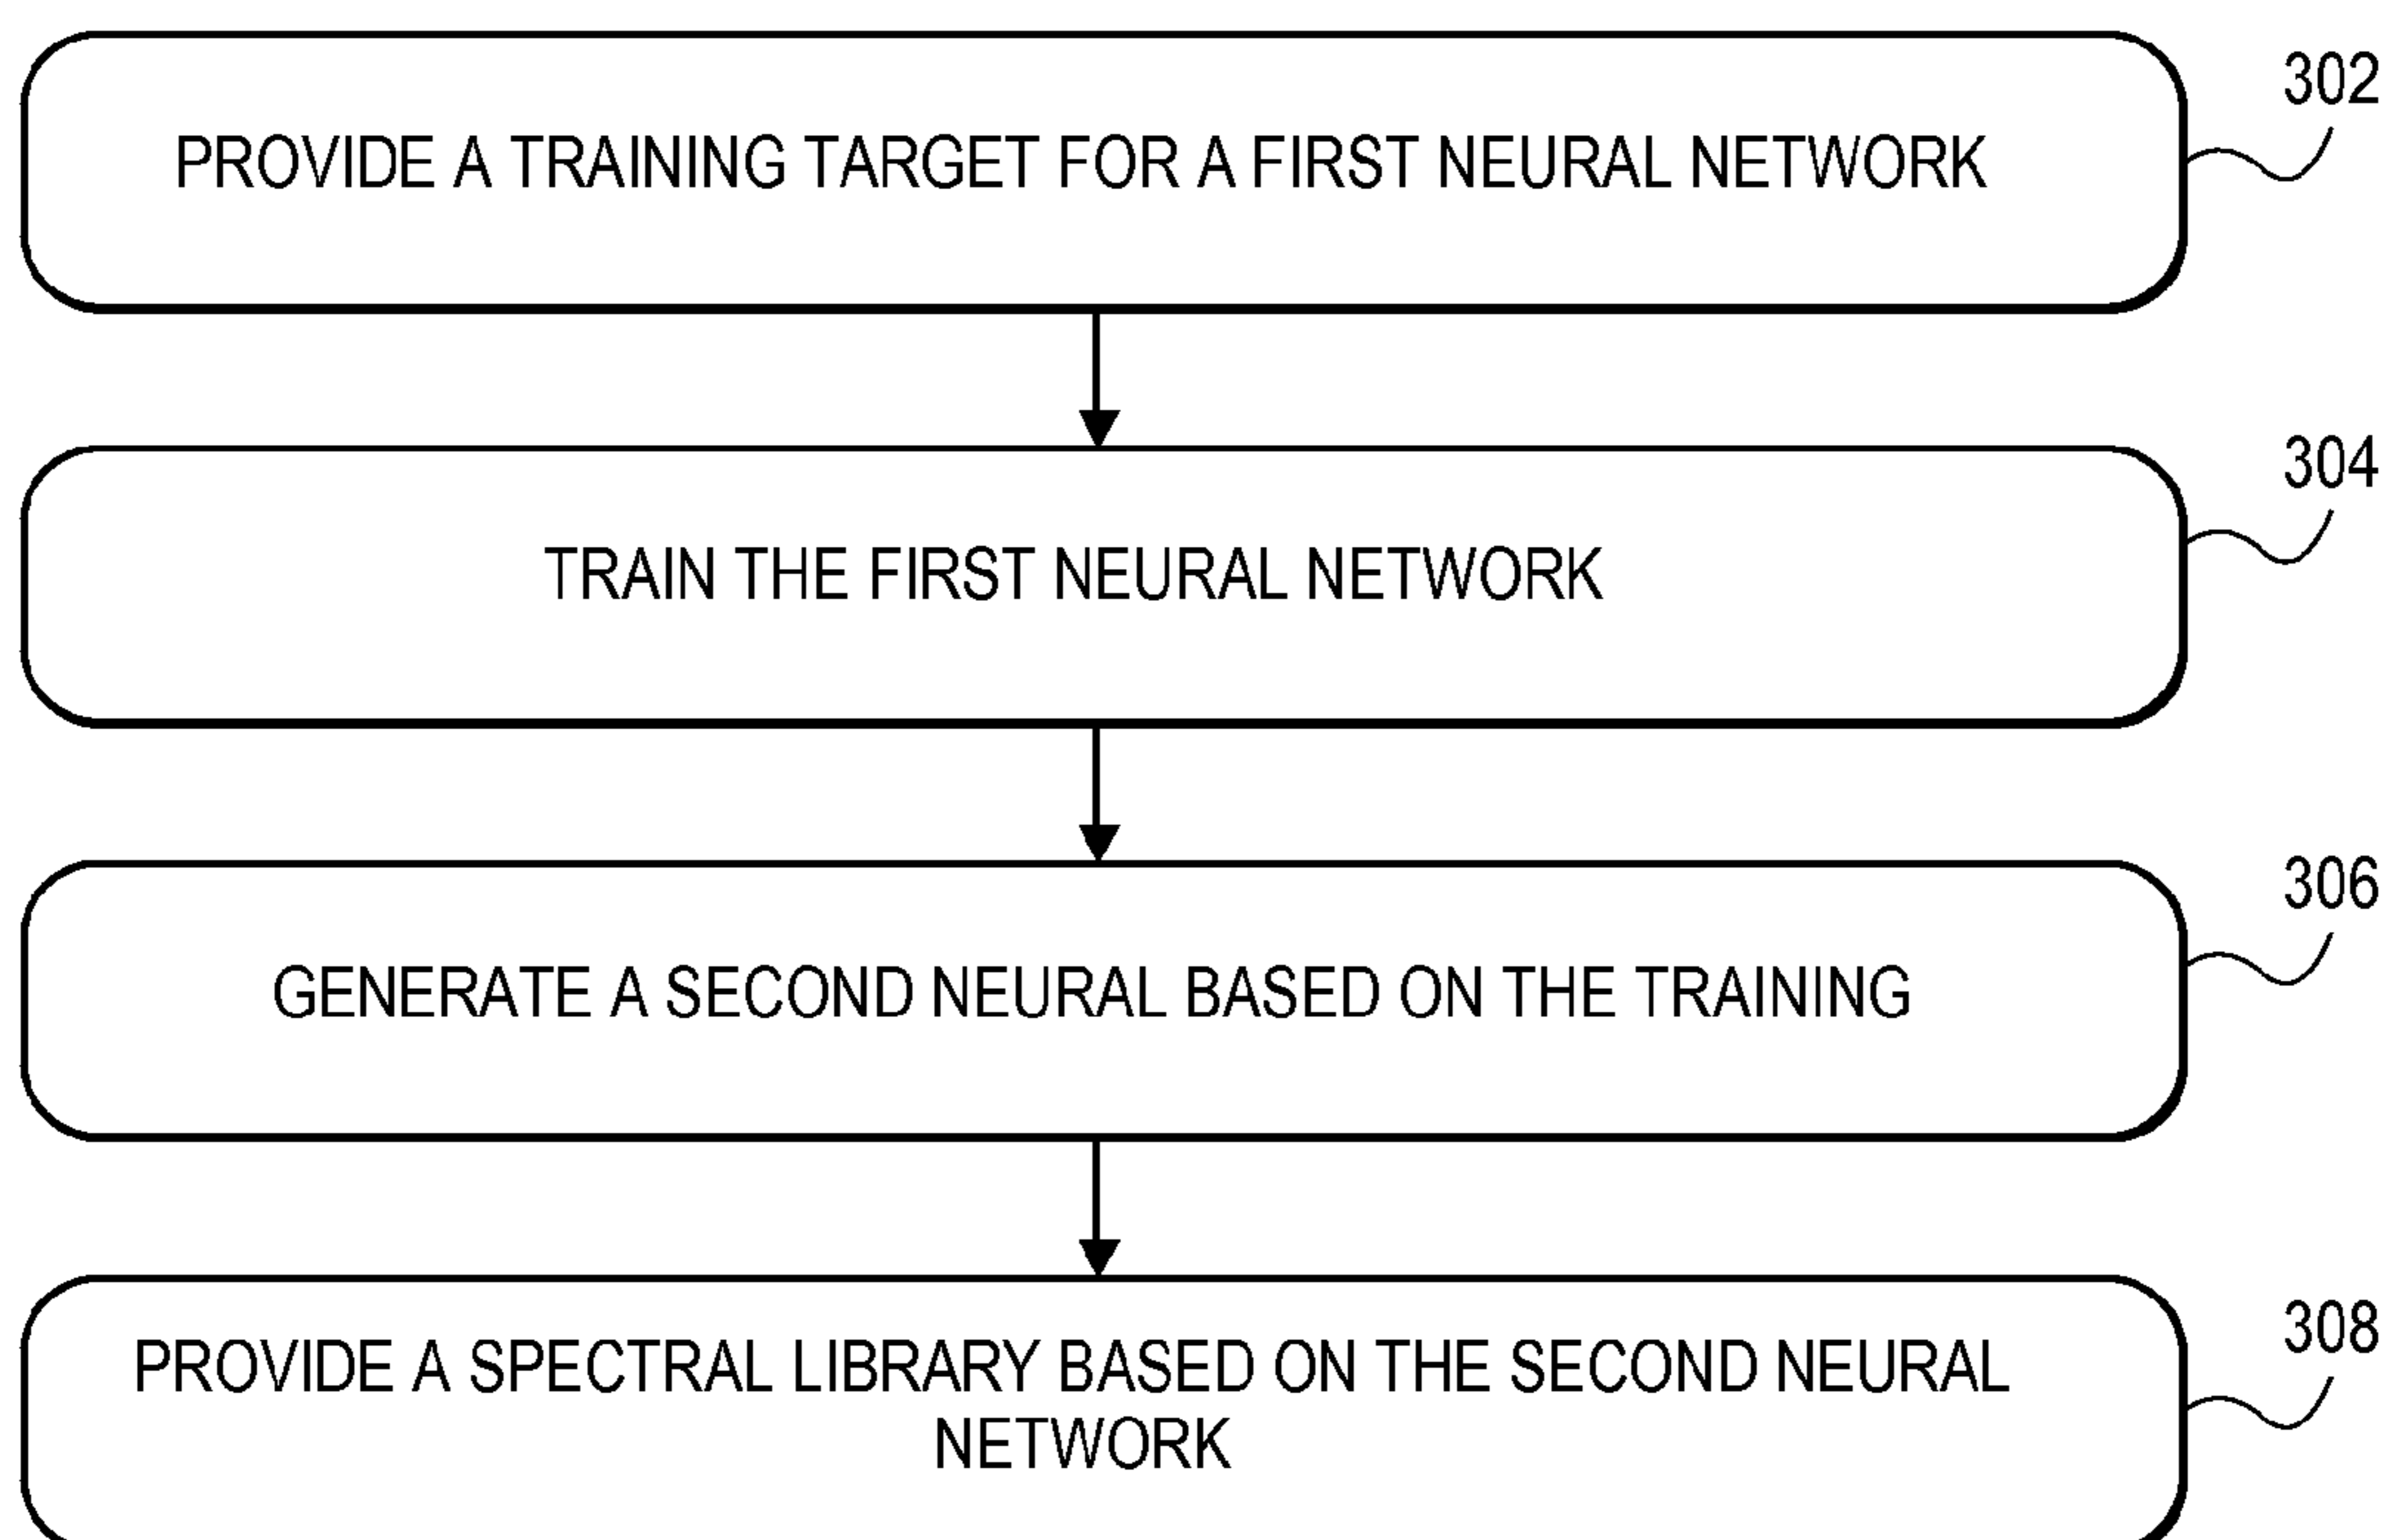 PROVIDE A TRAINING TARGET FOR A FIRST NEURAL NETWORK
302
TRAIN THE FIRST NEURAL NETWORK
304
GENERATE A SECOND NEURAL BASED ON THE TRAINING
306
PROVIDE A SPECTRAL LIBRARY BASED ON THE SECOND NEURAL
NETWORK
308